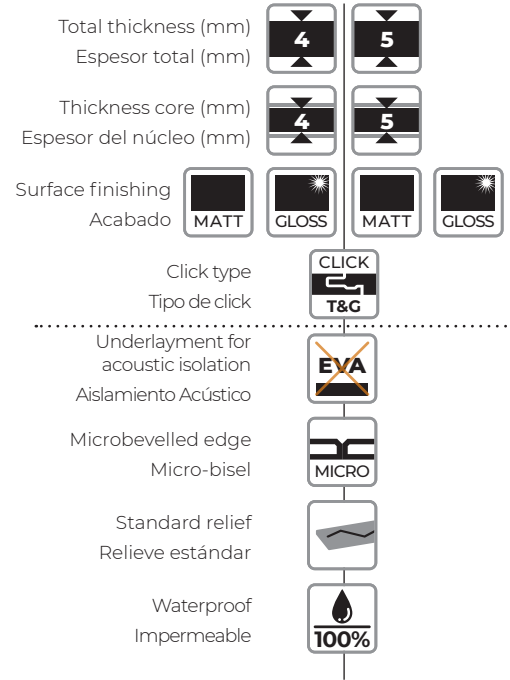 Total thickness (mm)
Espesor total (mm)
4
5
Thickness core (mm)
Espesor del núcleo (mm)
4
5
Surface finishing
Acabado
MATT
GLOSS
MATT
GLOSS
Click type
Tipo de click
CLICK
T&G
Underlayment for
acoustic isolation
Aislamiento Acústico
EVA
Microbevelled edge
Micro-bisel
MICRO
Standard relief
Relieve estándar
Waterproof
Impermeable
100%